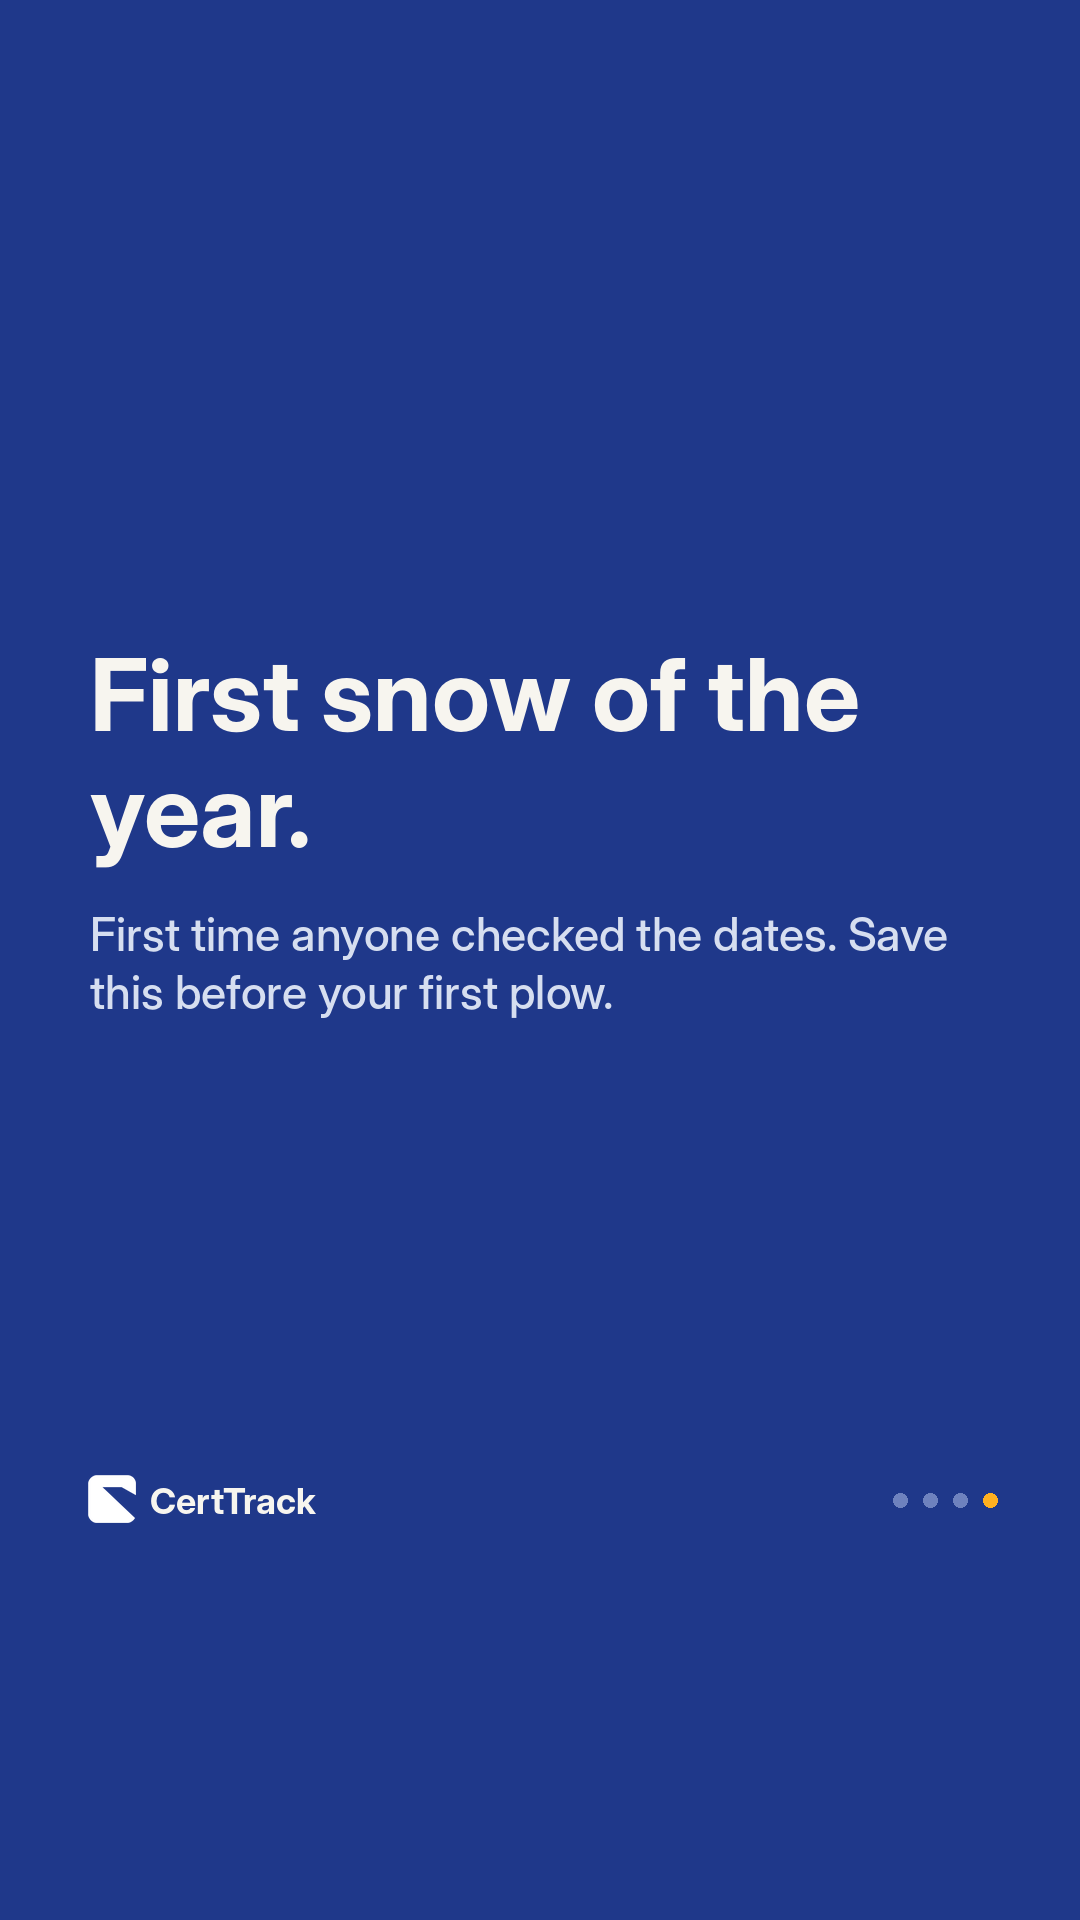 First snow of the
year.
First time anyone checked the dates. Save
this before your first plow.
CertTrack